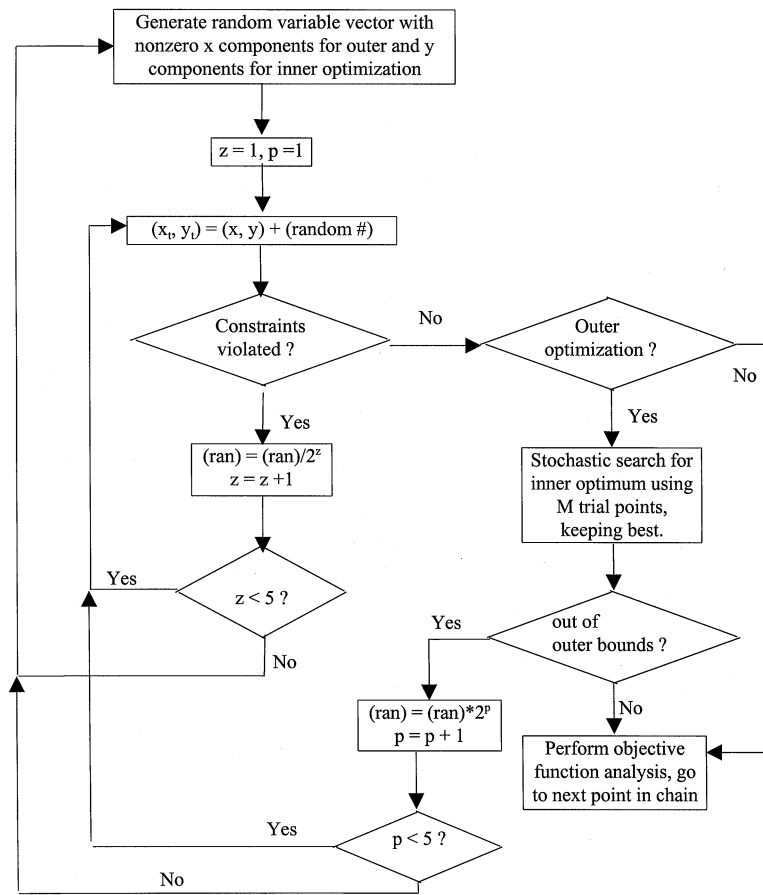 Generate random variable vector with
nonzero x components for outer and y
components for inner optimization
z = 1, p =1
(xₜ, yₜ) = (x, y) + (random #)
Constraints
violated ?
No
Outer
optimization ?
No
Yes
Yes
(ran) = (ran)/2ᶻ
z = z +1
Stochastic search for
inner optimum using
M trial points,
keeping best.
Yes
z < 5 ?
No
Yes
out of
outer bounds ?
No
(ran) = (ran)*2ᵖ
p = p + 1
Perform objective
function analysis, go
to next point in chain
Yes
p < 5 ?
No